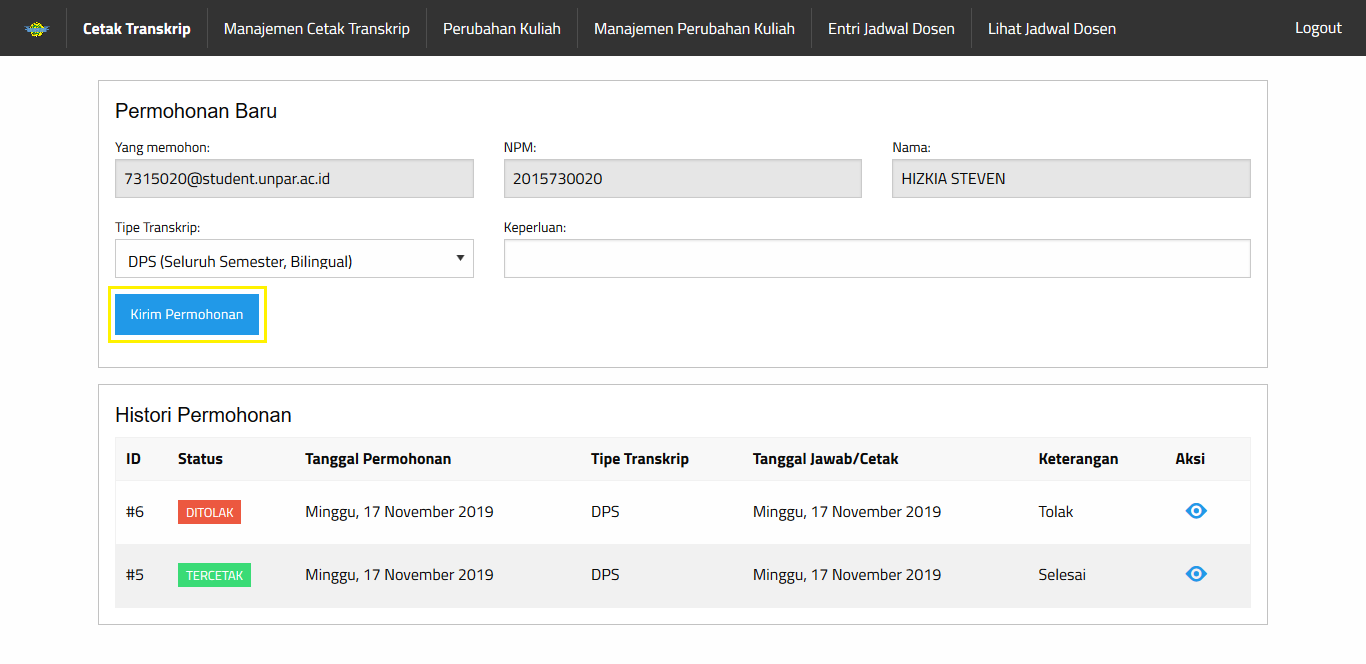 Cetak Transkrip Manajemen Cetak Transkrip Perubahan Kuliah Manajemen Perubahan Kuliah Entri Jadwal Dosen Lihat Jadwal Dosen Logout
Permohonan Baru
Yang memohon: NPM: Nama:
7315020@student.unpar.ac.id 2015730020 HIZKIA STEVEN
Tipe Transkrip: Keperluan:
DPS (Seluruh Semester, Bilingual)
Kirim Permohonan
Histori Permohonan
ID Status Tanggal Permohonan Tipe Transkrip Tanggal Jawab/Cetak Keterangan Aksi
#6 DITOLAK Minggu, 17 November 2019 DPS Minggu, 17 November 2019 Tolak
#5 TERCETAK Minggu, 17 November 2019 DPS Minggu, 17 November 2019 Selesai